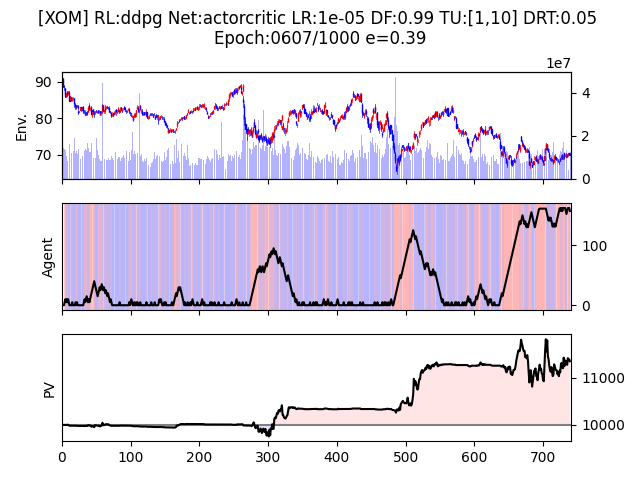 [XOM] RL:ddpg Net:actorcritic LR:1e-05 DF:0.99 TU:[1,10] DRT:0.05
Epoch:0607/1000 e=0.39
1e7
90
80
70
Env.
4
2
0
Agent
100
0
PV
11000
10000
0 100 200 300 400 500 600 700